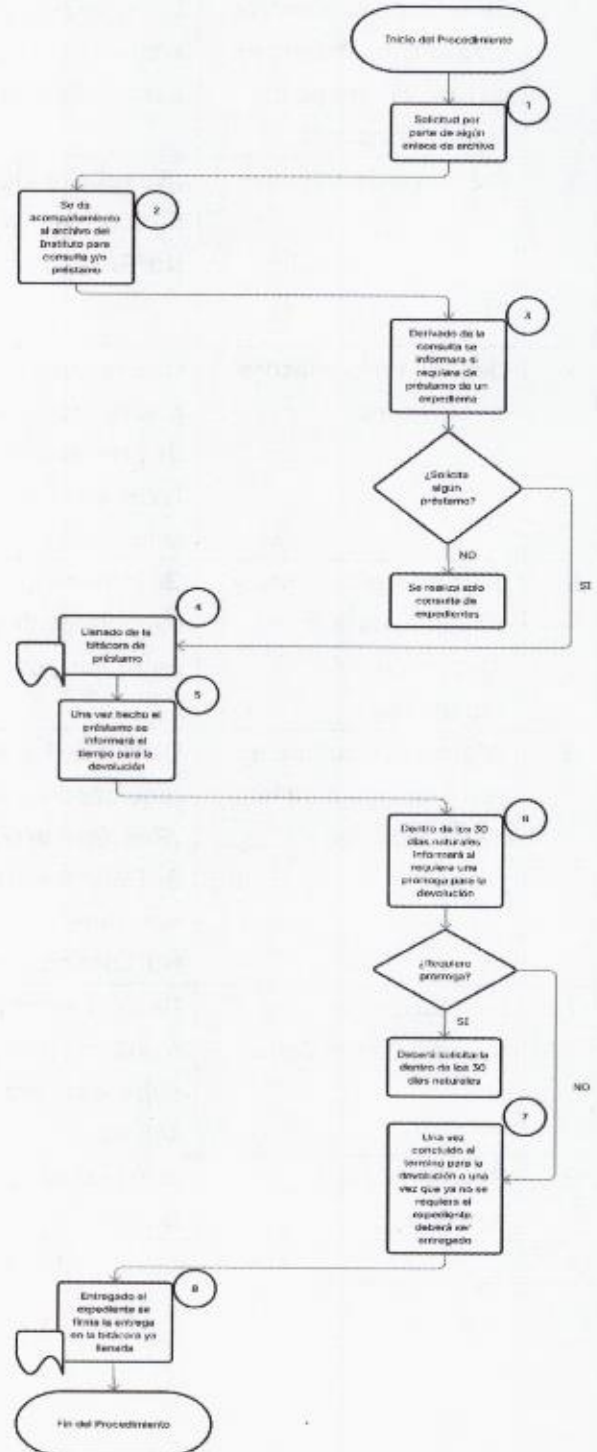 Inicio del Procedimiento
1
Solicitud por
parte de algún
enlace de archivo
2
Se da
acompañamiento
al archivo del
Instituto para
consulta y/o
préstamo
3
Derivado de la
consulta se
informara si
requiere de
préstamo de un
expediente
¿Solicita
algún
préstamo?
NO
SI
Se realiza solo
consulta de
expedientes
4
Llenado de la
bitácora de
préstamo
5
Una vez hecho el
préstamo se
informará el
tiempo para la
devolución
6
Dentro de los 30
días naturales
informará si
requiere una
prorroga para la
devolución
¿Requiere
prorroga?
SI
NO
Deberá solicitarla
dentro de los 30
días naturales
7
Una vez
concluido el
termino para la
devolución o una
vez que ya no se
requiera el
expediente,
deberá ser
entregado
8
Entregado el
expediente se
firma la entrega
en la bitácora ya
llenada
Fin del Procedimiento